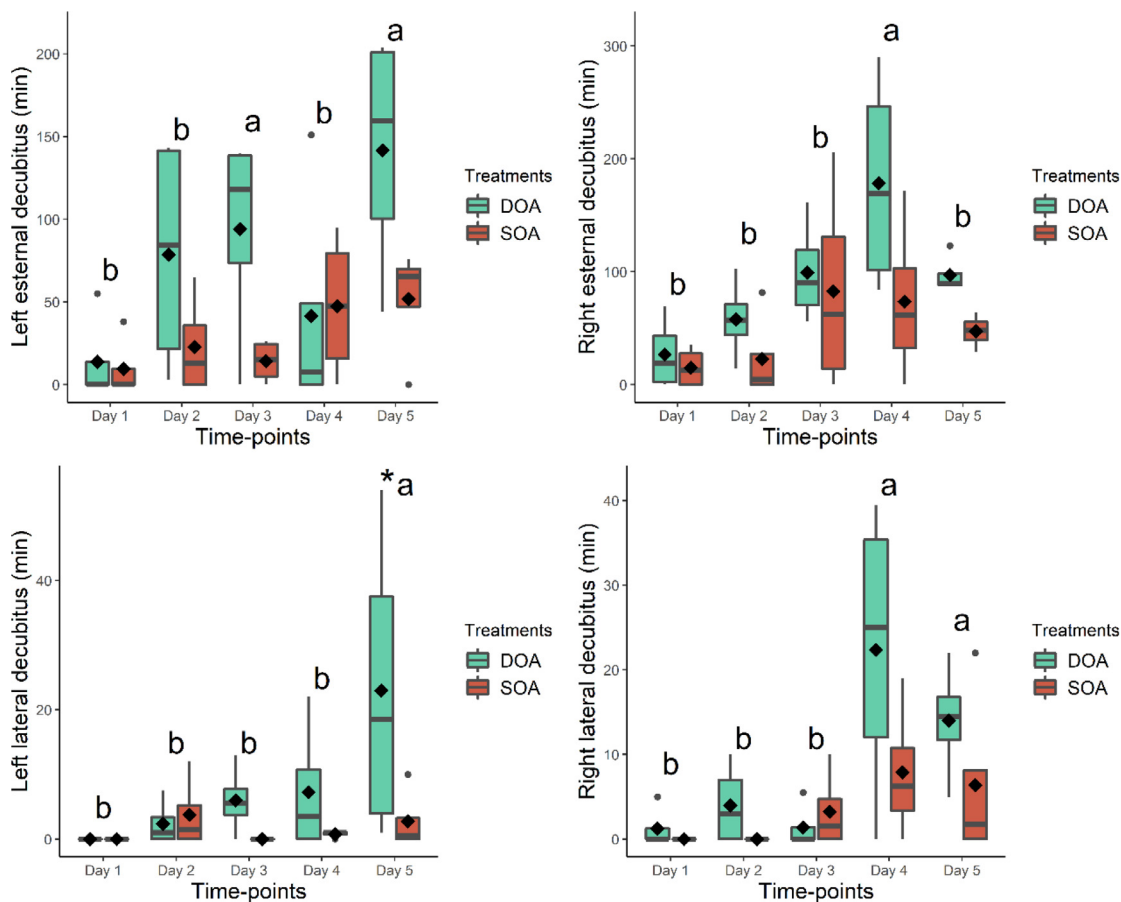 Left esternal decubitus (min)
200
150
100
50
0
b
b
a
b
a
Day 1 Day 2 Day 3 Day 4 Day 5
Time-points
Treatments
DOA
SOA
Right esternal decubitus (min)
300
200
100
0
b
b
b
a
b
Day 1 Day 2 Day 3 Day 4 Day 5
Time-points
Treatments
DOA
SOA
Left lateral decubitus (min)
40
20
0
b
b
b
b
*a
Day 1 Day 2 Day 3 Day 4 Day 5
Time-points
Treatments
DOA
SOA
Right lateral decubitus (min)
40
30
20
10
0
b
b
b
a
a
Day 1 Day 2 Day 3 Day 4 Day 5
Time-points
Treatments
DOA
SOA